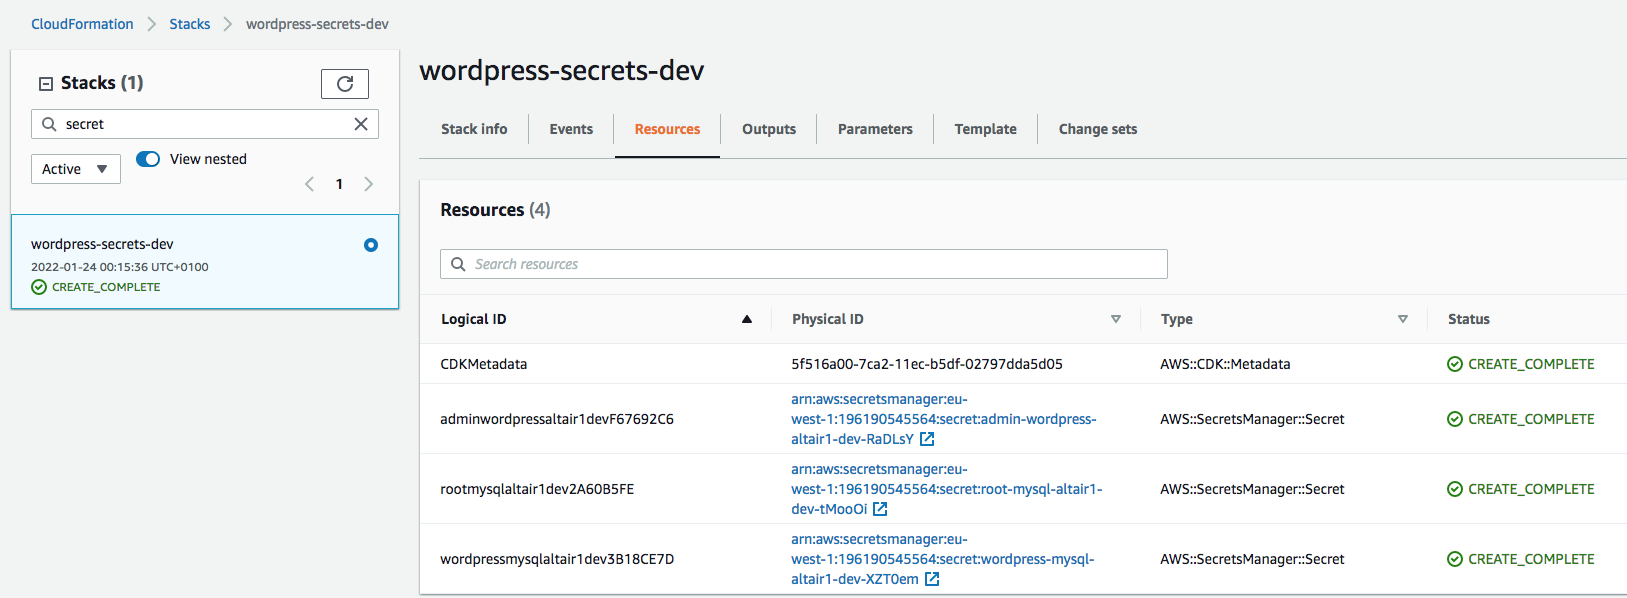 CloudFormation > Stacks > wordpress-secrets-dev
Stacks (1)
secret
Active
View nested
1
wordpress-secrets-dev
2022-01-24 00:15:36 UTC+0100
CREATE_COMPLETE
wordpress-secrets-dev
Stack info Events Resources Outputs Parameters Template Change sets
Resources (4)
Search resources
Logical ID Physical ID Type Status
CDKMetadata 5f516a00-7ca2-11ec-b5df-02797dda5d05 AWS::CDK::Metadata CREATE_COMPLETE
arn:aws:secretsmanager:eu-
adminwordpressaltair1devF67692C6 west-1:196190545564:secret:admin-wordpress- AWS::SecretsManager::Secret CREATE_COMPLETE
altair1-dev-RaDLsY
arn:aws:secretsmanager:eu-
rootmysqlaltair1dev2A60B5FE west-1:196190545564:secret:root-mysql-altair1- AWS::SecretsManager::Secret CREATE_COMPLETE
dev-tMooOi
arn:aws:secretsmanager:eu-
wordpressmysqlaltair1dev3B18CE7D west-1:196190545564:secret:wordpress-mysql- AWS::SecretsManager::Secret CREATE_COMPLETE
altair1-dev-XZT0em